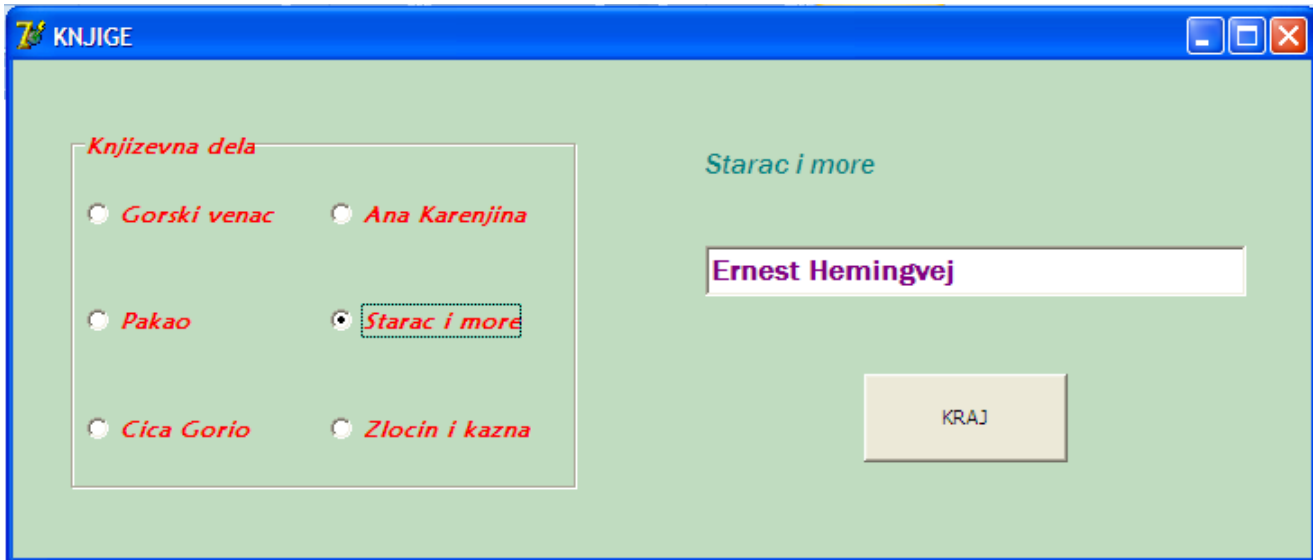 KNJIGE
Knjizevna dela
Gorski venac
Ana Karenjina
Pakao
Starac i more
Cica Gorio
Zlocin i kazna
Starac i more
Ernest Hemingvej
KRAJ